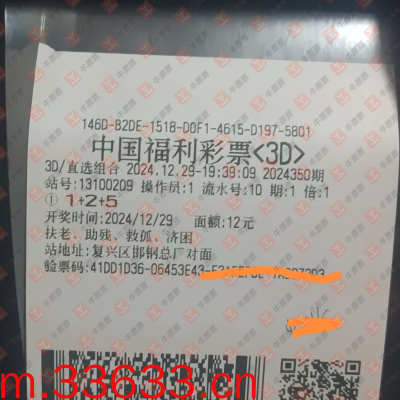 146D-B2DE-1518-D0F1-4615-D197-5801
中国福利彩票<3D>
3D/直选组合 2024.12.29-19:39:09 2024350期
站号:13100209 操作员:1 流水号:10 期:1 倍:1
① 1+2+5
开奖时间:2024/12/29 面额:12元
扶老、助残、救孤、济困
站地址:复兴区邯钢总厂对面
验票码:41DD1D36-06453E43-
m.33633.cn